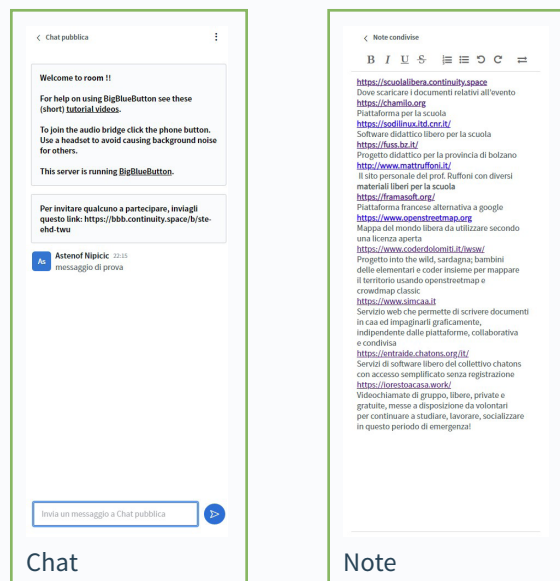 Chat pubblica
Welcome to room !!
For help on using BigBlueButton see these
(short) tutorial videos.
To join the audio bridge click the phone button.
Use a headset to avoid causing background noise
for others.
This server is running BigBlueButton.
Per invitare qualcuno a partecipare, inviagli
questo link: https://bbb.continuity.space/b/ste-
ehd-twu
As
Astenof Nipicic 22:15
messaggio di prova
Invia un messaggio a Chat pubblica
Chat
Note condivise
B I U S
https://scuolalibera.continuity.space
Dove scaricare i documenti relativi all'evento
https://chamilo.org
Piattaforma per la scuola
https://sodilinux.itd.cnr.it/
Software didattico libero per la scuola
https://fuss.bz.it/
Progetto didattico per la provincia di bolzano
http://www.mattruffoni.it/
Il sito personale del prof. Ruffoni con diversi
materiali liberi per la scuola
https://framasoft.org/
Piattaforma francese alternativa a google
https://www.openstreetmap.org
Mappa del mondo libera da utilizzare secondo
una licenza aperta
https://www.coderdolomiti.it/iwsw/
Progetto into the wild, sardagna; bambini
delle elementari e coder insieme per mappare
il territorio usando openstreetmap e
crowdmap classic
https://www.simcaa.it
Servizio web che permette di scrivere documenti
in caa ed impaginarli graficamente,
indipendente dalle piattaforme, collaborativa
e condivisa
https://entraide.chatons.org/it/
Servizi di software libero del collettivo chatons
con accesso semplificato senza registrazione
https://iorestoacasa.work/
Videochiamate di gruppo, libere, private e
gratuite, messe a disposizione da volontari
per continuare a studiare, lavorare, socializzare
in questo periodo di emergenza!
Note